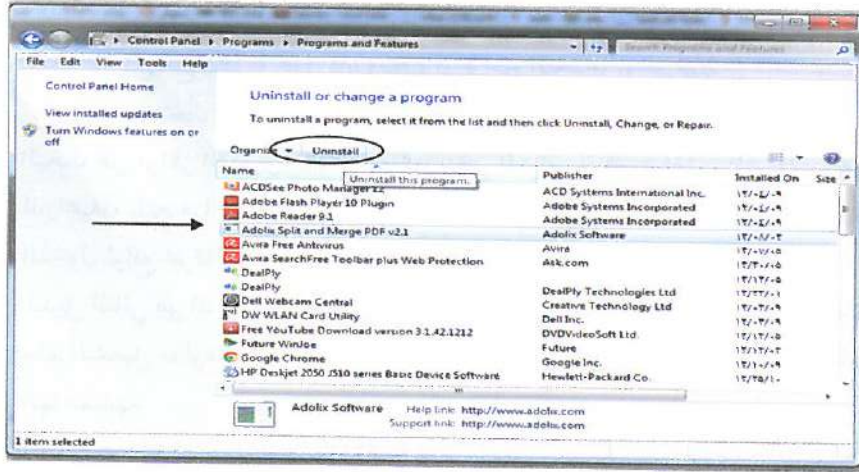 Control Panel ▸ Programs ▸ Programs and Features
Search Programs and Features
File Edit View Tools Help
Control Panel Home
View installed updates
Turn Windows features on or off
Uninstall or change a program
To uninstall a program, select it from the list and then click Uninstall, Change, or Repair.
Organize Uninstall
Uninstall this program.
Name Publisher Installed On Size
ACDSee Photo Manager 12 ACD Systems International Inc.
Adobe Flash Player 10 Plugin Adobe Systems Incorporated
Adobe Reader 9.1 Adobe Systems Incorporated
Adolix Split and Merge PDF v2.1 Adolix Software
Avira Free Antivirus Avira
Avira SearchFree Toolbar plus Web Protection Ask.com
DealPly
DealPly DealPly Technologies Ltd
Dell Webcam Central Creative Technology Ltd
DW WLAN Card Utility Dell Inc.
Free YouTube Download version 3.1.42.1212 DVDVideoSoft Ltd.
Future WinJoe Future
Google Chrome Google Inc.
HP Deskjet 2050 J510 series Basic Device Software Hewlett-Packard Co.
Adolix Software Help link: http://www.adolix.com
Support link: http://www.adolix.com
1 item selected